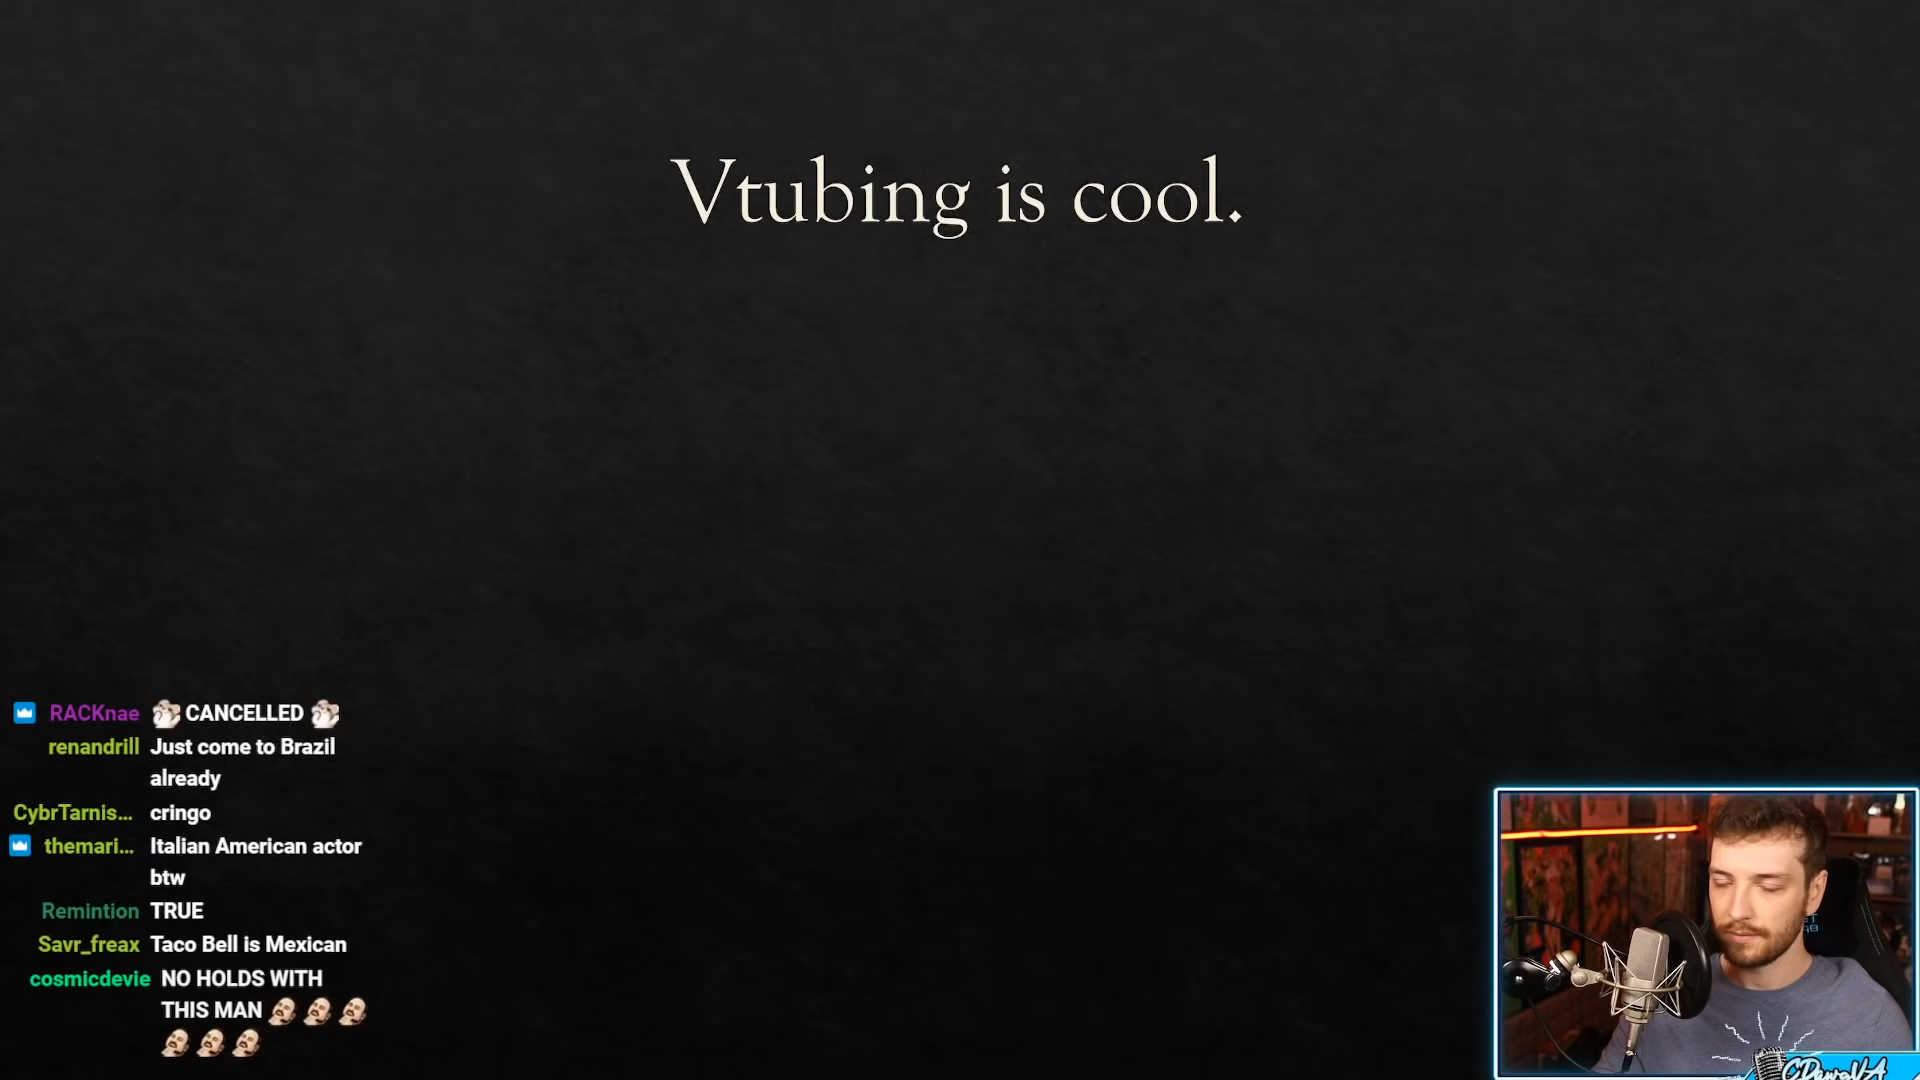 Vtubing is cool.
RACKnae CANCELLED
renandrill Just come to Brazil
already
CybrTarnis... cringo
themari... Italian American actor
btw
Remintion TRUE
Savr_freax Taco Bell is Mexican
cosmicdevie NO HOLDS WITH
THIS MAN
CDawgVA